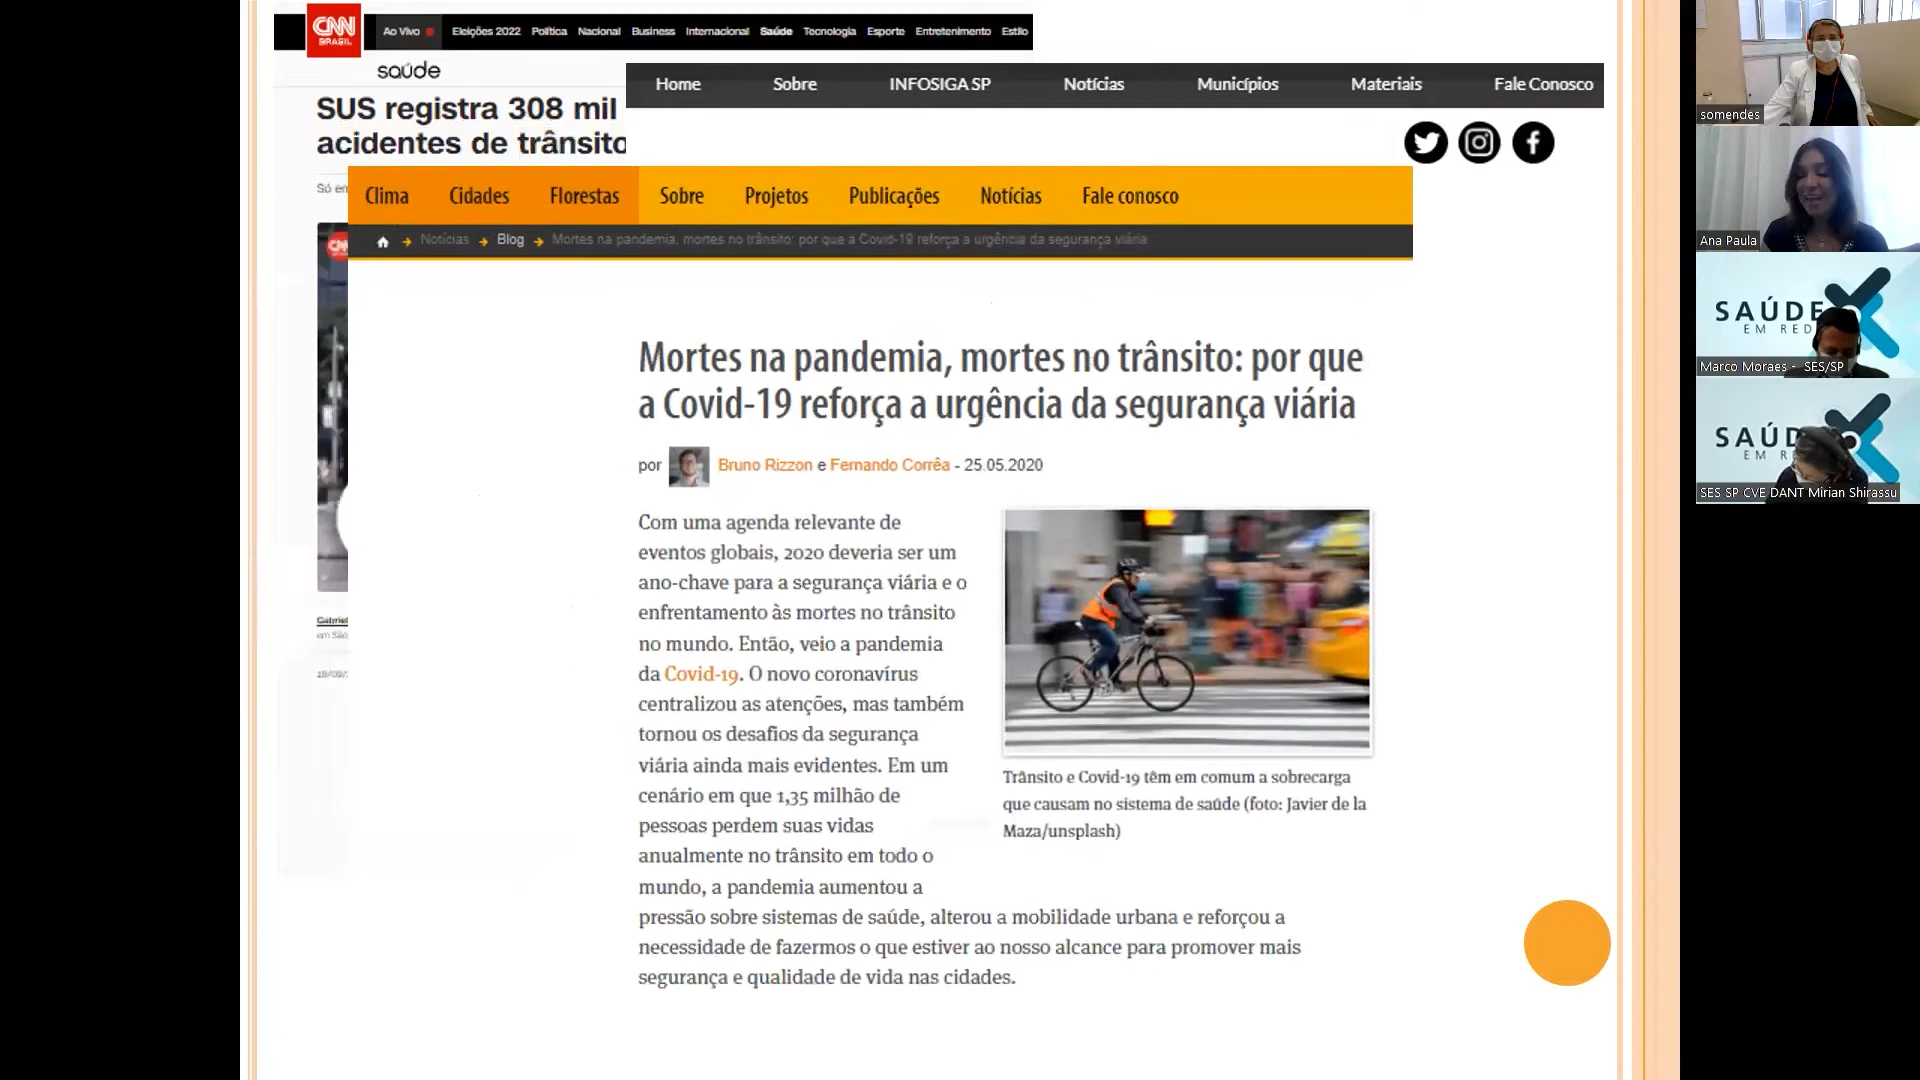 CNN
BRASIL
Ao Vivo
Eleições 2022 Política Nacional Business Internacional Saúde Tecnologia Esporte Entretenimento Estilo
saúde
SUS registra 308 mil
acidentes de trânsito
Só em
Home Sobre INFOSIGA SP Notícias Municípios Materiais Fale Conosco
Clima Cidades Florestas Sobre Projetos Publicações Notícias Fale conosco
Notícias Blog Mortes na pandemia, mortes no trânsito: por que a Covid-19 reforça a urgência da segurança viária
Mortes na pandemia, mortes no trânsito: por que
a Covid-19 reforça a urgência da segurança viária
por Bruno Rizzon e Fernando Corrêa - 25.05.2020
Com uma agenda relevante de
eventos globais, 2020 deveria ser um
ano-chave para a segurança viária e o
enfrentamento às mortes no trânsito
no mundo. Então, veio a pandemia
da Covid-19. O novo coronavírus
centralizou as atenções, mas também
tornou os desafios da segurança
viária ainda mais evidentes. Em um
cenário em que 1,35 milhão de
pessoas perdem suas vidas
anualmente no trânsito em todo o
mundo, a pandemia aumentou a
pressão sobre sistemas de saúde, alterou a mobilidade urbana e reforçou a
necessidade de fazermos o que estiver ao nosso alcance para promover mais
segurança e qualidade de vida nas cidades.
Trânsito e Covid-19 têm em comum a sobrecarga
que causam no sistema de saúde (foto: Javier de la
Maza/unsplash)
Gabriel
em Saú
somendes
Ana Paula
SAÚDE
EM RED
Marco Moraes - SES/SP
SAÚD
EM R
SES SP CVE DANT Mirian Shirassu